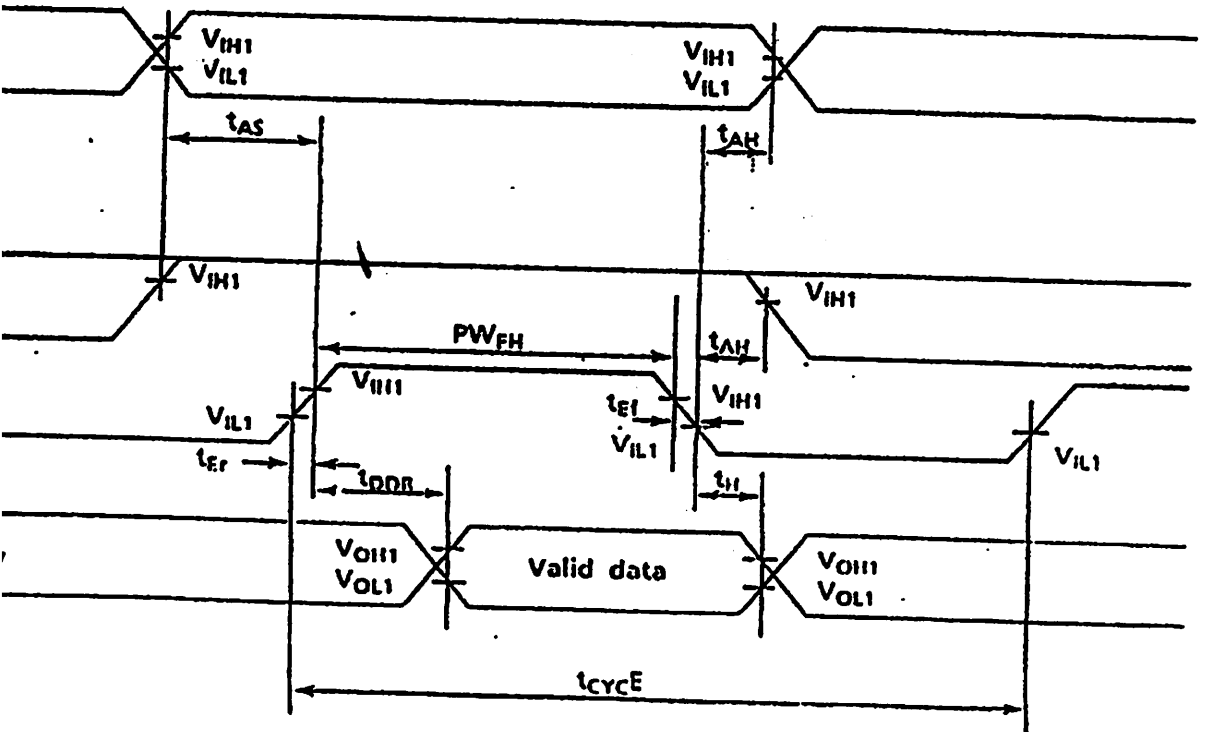 VIH1
VIL1
VIH1
VIL1
tAS
tAH
VIH1
VIH1
PWEH
tAH
VIH1
VIL1
tEf
VIH1
VIL1
VIL1
tEr
tDDR
tH
VOH1
VOL1
Valid data
VOH1
VOL1
tCYCE